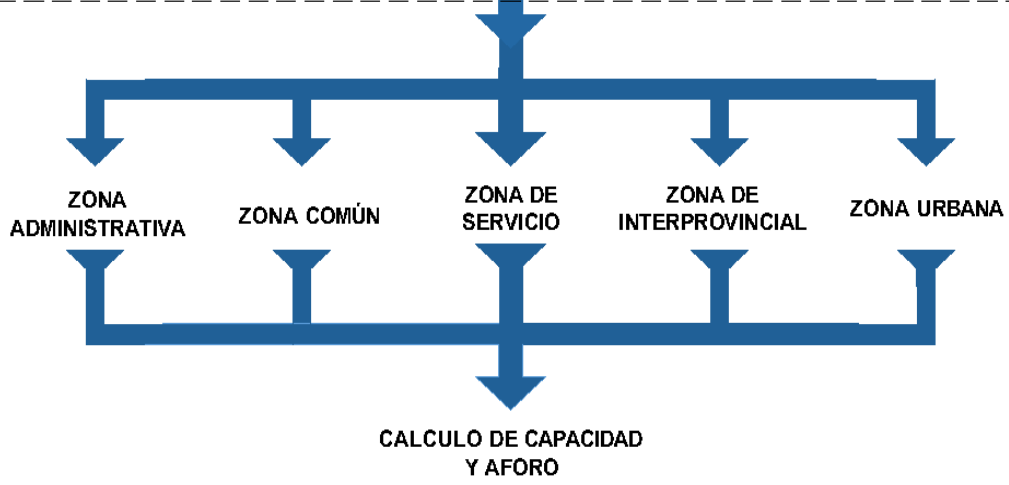 ZONA
ADMINISTRATIVA
ZONA COMÚN
ZONA DE
SERVICIO
ZONA DE
INTERPROVINCIAL
ZONA URBANA
CALCULO DE CAPACIDAD
Y AFORO